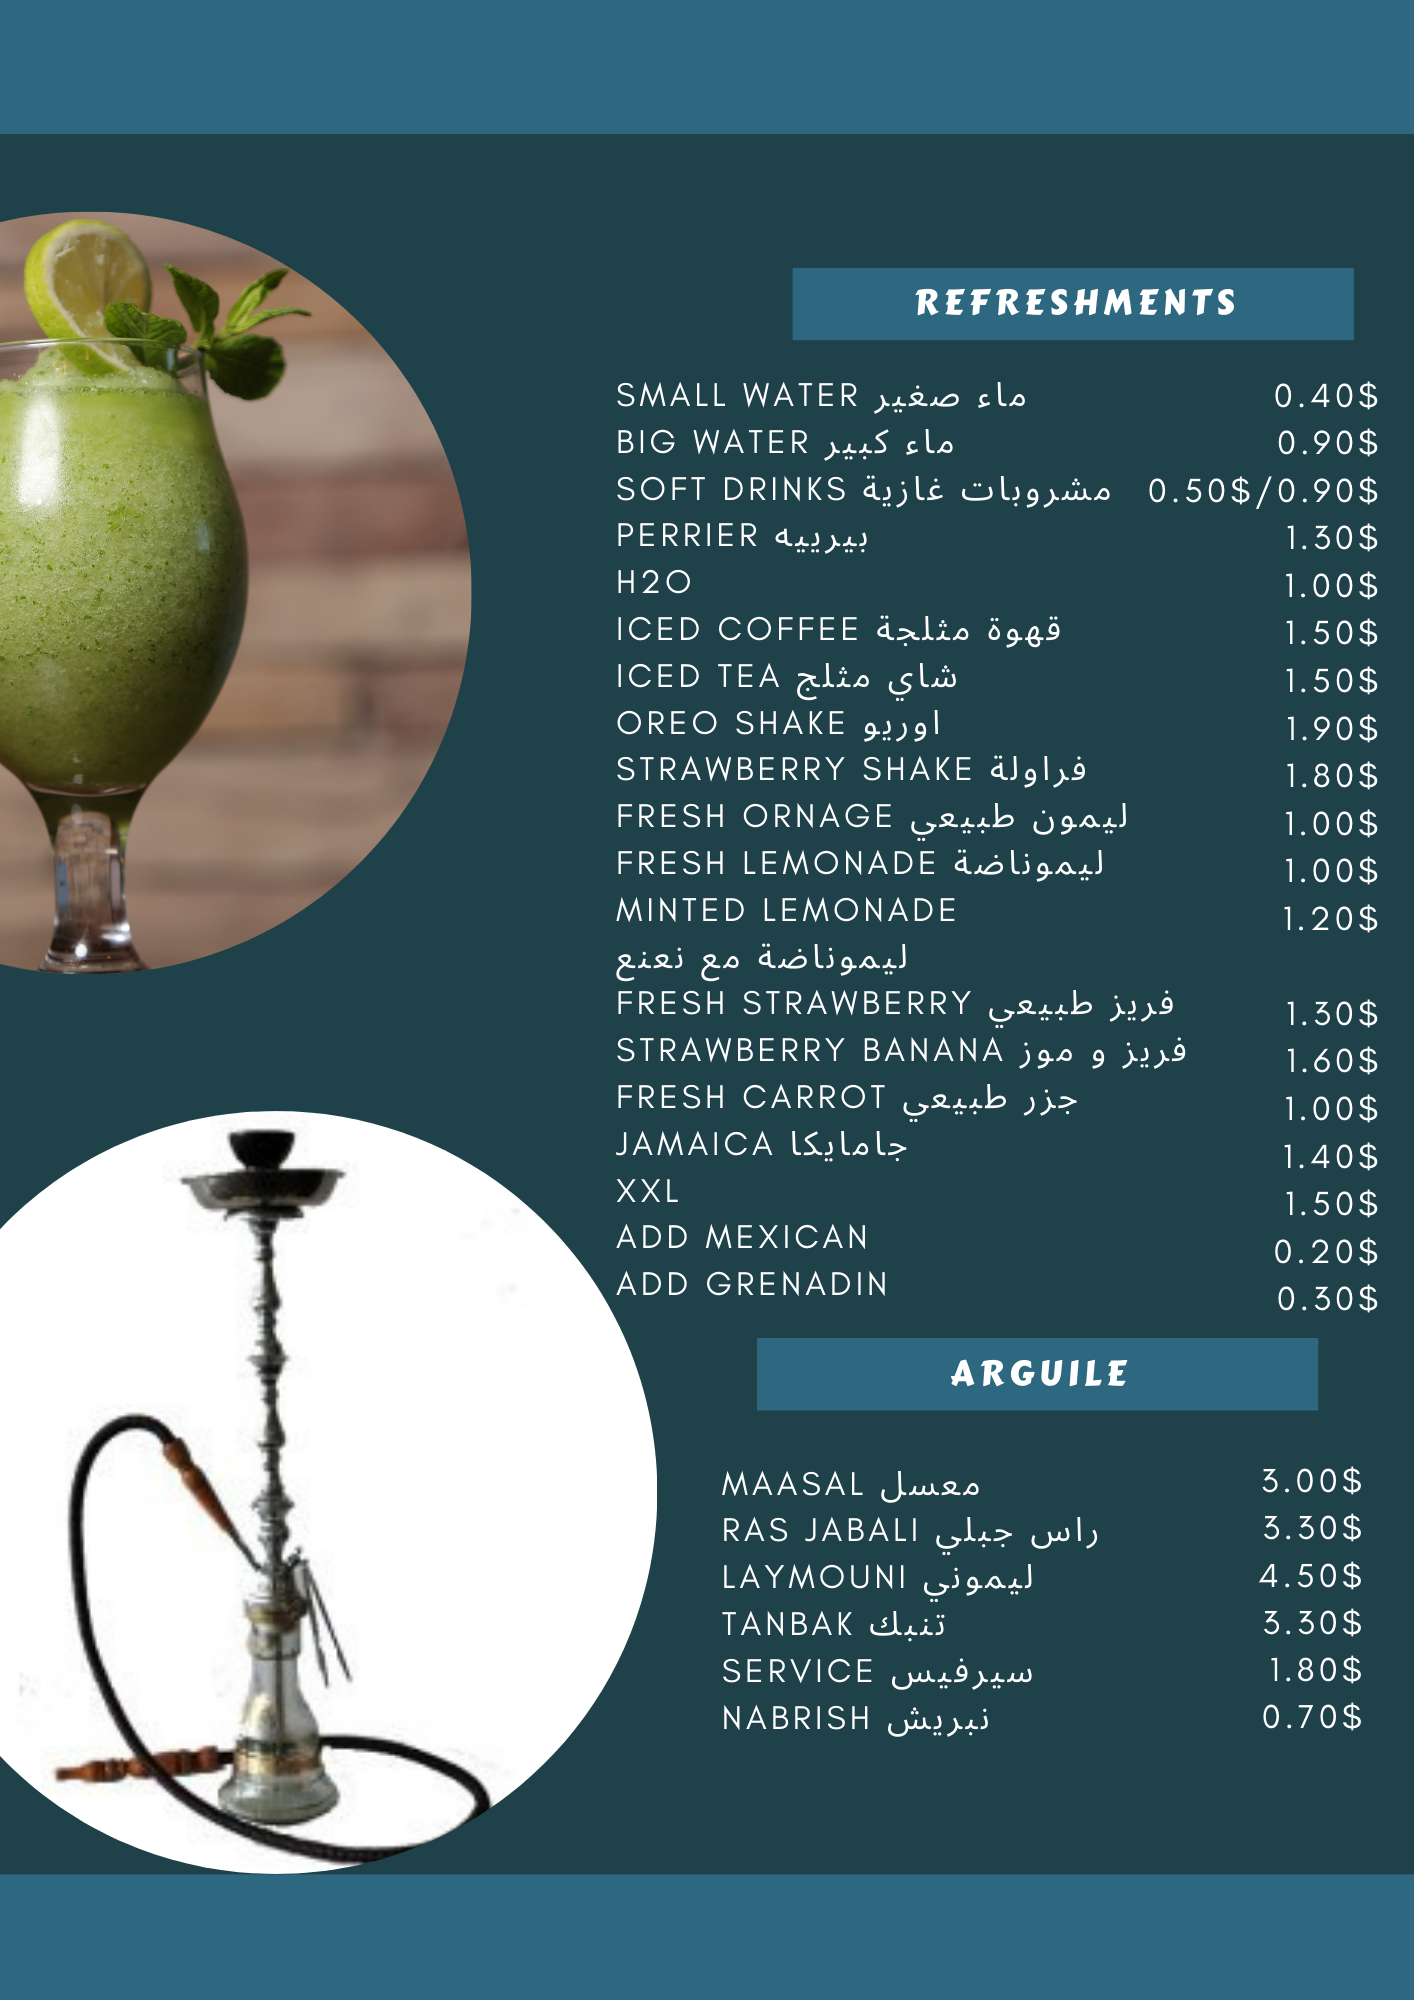 REFRESHMENTS
SMALL WATER ماء صغير 0.40$
BIG WATER ماء كبير 0.90$
SOFT DRINKS مشروبات غازية 0.50$/0.90$
PERRIER بيرييه 1.30$
H2O 1.00$
ICED COFFEE قهوة مثلجة 1.50$
ICED TEA شاي مثلج 1.50$
OREO SHAKE اوريو 1.90$
STRAWBERRY SHAKE فراولة 1.80$
FRESH ORNAGE ليمون طبيعي 1.00$
FRESH LEMONADE ليموناضة 1.00$
MINTED LEMONADE 1.20$
ليموناضة مع نعنع
FRESH STRAWBERRY فريز طبيعي 1.30$
STRAWBERRY BANANA فريز و موز 1.60$
FRESH CARROT جزر طبيعي 1.00$
JAMAICA جامايكا 1.40$
XXL 1.50$
ADD MEXICAN 0.20$
ADD GRENADIN 0.30$
ARGUILE
MAASAL معسل 3.00$
RAS JABALI راس جبلي 3.30$
LAYMOUNI ليموني 4.50$
TANBAK تنبك 3.30$
SERVICE سيرفيس 1.80$
NABRISH نبريش 0.70$